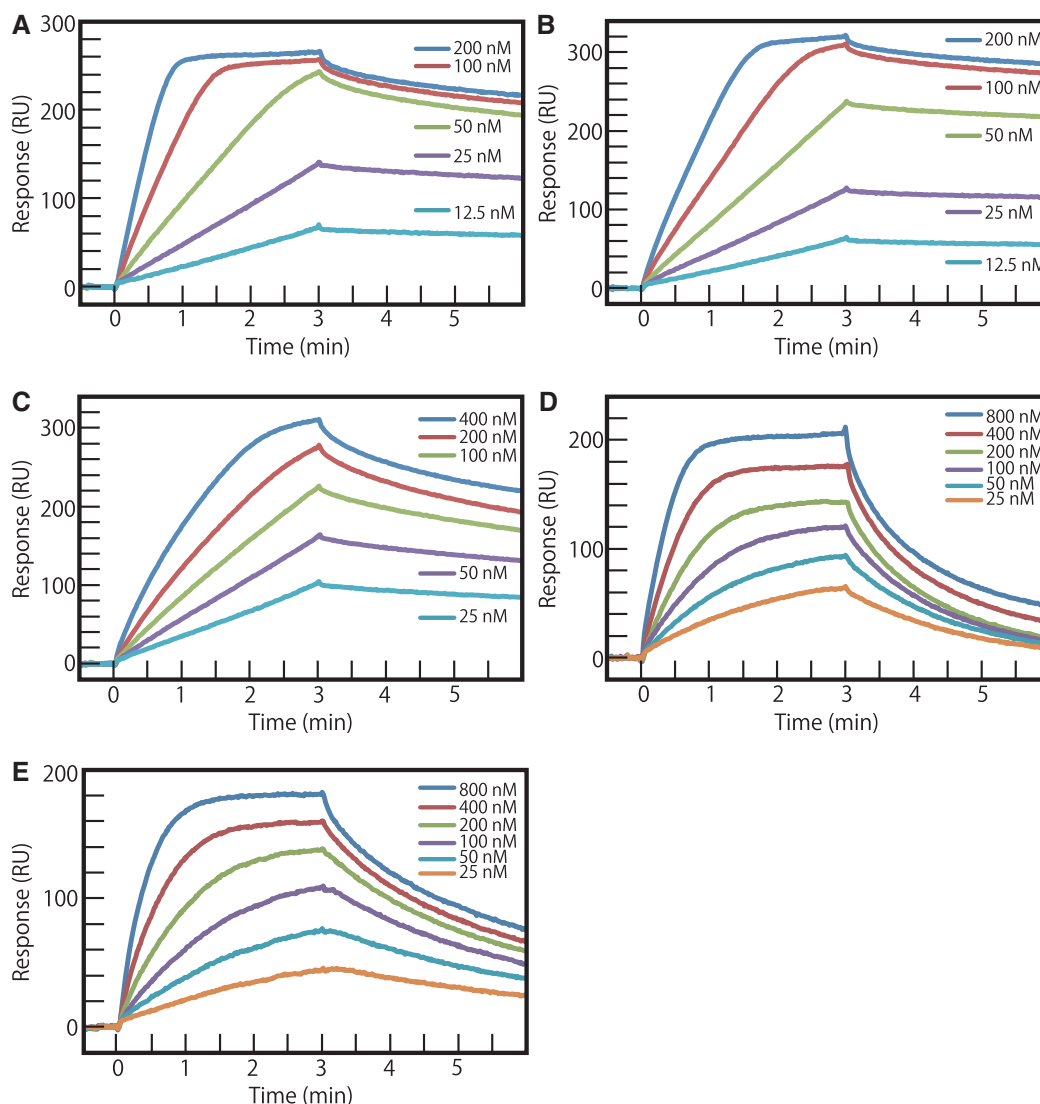 A
300
200
100
0
Response (RU)
200 nM
100 nM
50 nM
25 nM
12.5 nM
0 1 2 3 4 5
Time (min)
B
300
200
100
0
Response (RU)
200 nM
100 nM
50 nM
25 nM
12.5 nM
0 1 2 3 4 5
Time (min)
C
300
200
100
0
Response (RU)
400 nM
200 nM
100 nM
50 nM
25 nM
0 1 2 3 4 5
Time (min)
D
200
100
0
Response (RU)
800 nM
400 nM
200 nM
100 nM
50 nM
25 nM
0 1 2 3 4 5
Time (min)
E
200
100
0
Response (RU)
800 nM
400 nM
200 nM
100 nM
50 nM
25 nM
0 1 2 3 4 5
Time (min)